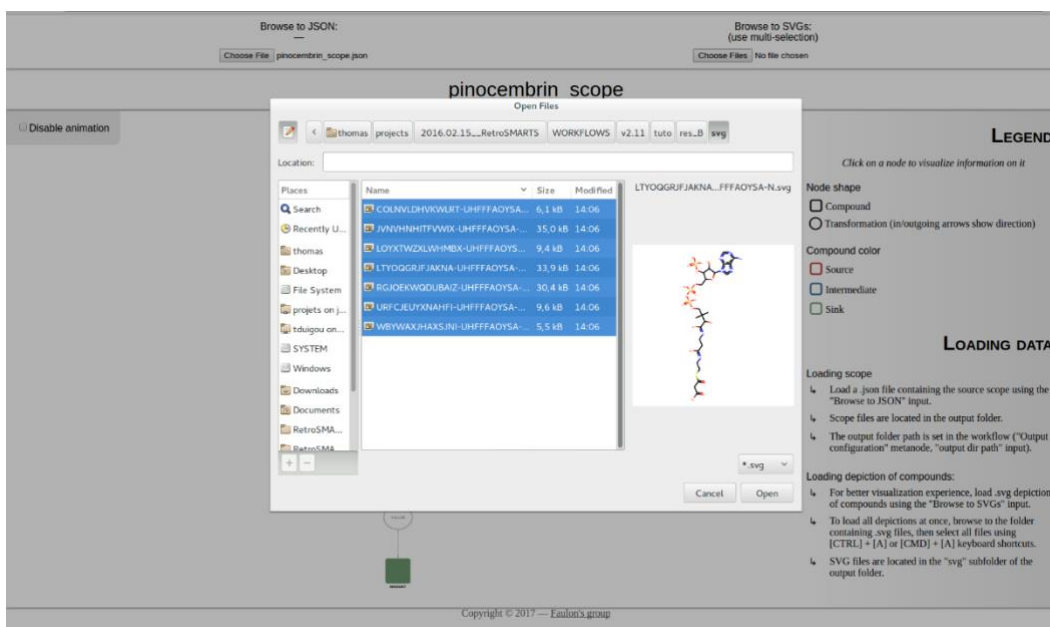 Browse to JSON:
—
Choose File pinocembrin_scope.json
Browse to SVGs:
(use multi-selection)
Choose Files No file chosen
pinocembrin_scope
Disable animation
Open Files
thomas projects 2016.02.15__RetroSMARTS WORKFLOWS v2.11 tuto res_B svg
Location:
Places
Search
Recently U...
thomas
Desktop
File System
projets on j...
tduigou on...
SYSTEM
Windows
Downloads
Documents
RetroSMA...
RetroSMA
Name Size Modified
COLNVLDHVKWLRT-UHFFFAOYSA... 6,1 kB 14:06
JVNVHNHITFVWIX-UHFFFAOYSA-... 35,0 kB 14:06
LOYXTWZXLWHMBX-UHFFFAOYS... 9,4 kB 14:06
LTYOQGRJFJAKNA-UHFFFAOYSA-... 33,9 kB 14:06
RGJOEKWQDUBAIZ-UHFFFAOYSA-... 30,4 kB 14:06
URFCJEUYXNAHFI-UHFFFAOYSA-... 9,6 kB 14:06
WBYWAXJHAXSJNI-UHFFFAOYSA-... 5,5 kB 14:06
LTYOQGRJFJAKNA...FFFAOYSA-N.svg
*.svg
Cancel Open
LEGEND
Click on a node to visualize information on it
Node shape
Compound
Transformation (in/outgoing arrows show direction)
Compound color
Source
Intermediate
Sink
LOADING DATA
Loading scope
↳ Load a .json file containing the source scope using the
"Browse to JSON" input.
↳ Scope files are located in the output folder.
↳ The output folder path is set in the workflow ("Output
configuration" metanode, "output dir path" input).
Loading depiction of compounds:
↳ For better visualization experience, load .svg depiction
of compounds using the "Browse to SVGs" input.
↳ To load all depictions at once, browse to the folder
containing .svg files, then select all files using
[CTRL] + [A] or [CMD] + [A] keyboard shortcuts.
↳ SVG files are located in the "svg" subfolder of the
output folder.
Copyright © 2017 — Faulon's group